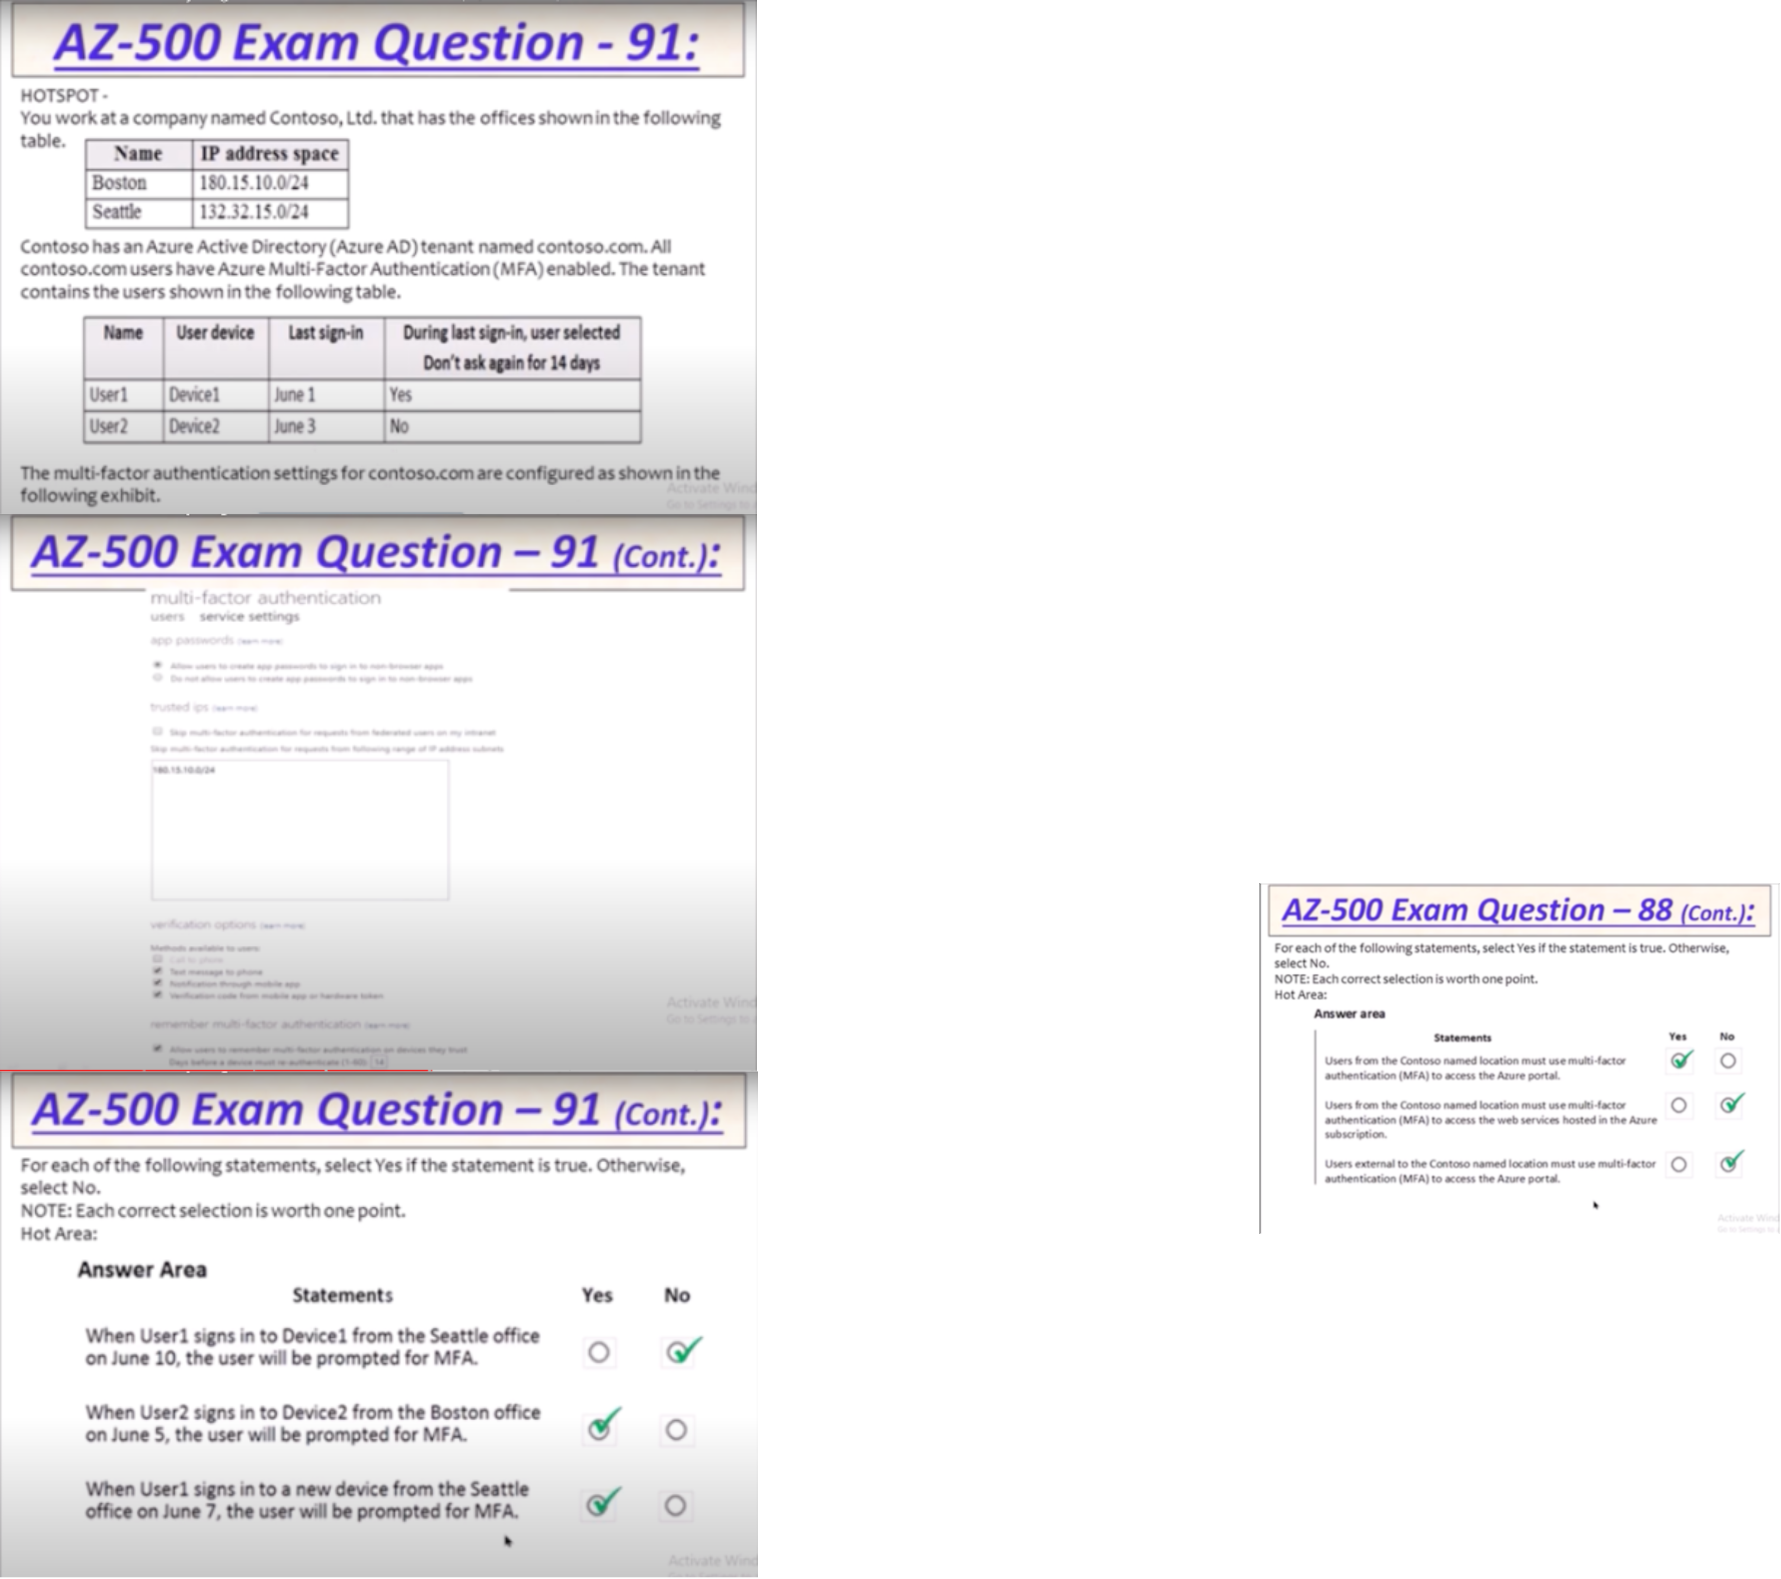 AZ-500 Exam Question - 91:
HOTSPOT -
You work at a company named Contoso, Ltd. that has the offices shown in the following
table.
Name IP address space
Boston 180.15.10.0/24
Seattle 132.32.15.0/24
Contoso has an Azure Active Directory (Azure AD) tenant named contoso.com. All
contoso.com users have Azure Multi-Factor Authentication (MFA) enabled. The tenant
contains the users shown in the following table.
Name User device Last sign-in During last sign-in, user selected
Don't ask again for 14 days
User1 Device1 June 1 Yes
User2 Device2 June 3 No
The multi-factor authentication settings for contoso.com are configured as shown in the
following exhibit.
Activate Wind
Go to Settings to a
AZ-500 Exam Question – 91 (Cont.):
multi-factor authentication
users service settings
app passwords (learn more)
Allow users to create app passwords to sign in to non-browser apps
Do not allow users to create app passwords to sign in to non-browser apps
trusted ips (learn more)
Skip multi-factor authentication for requests from federated users on my intranet
Skip multi-factor authentication for requests from following range of IP address subnets
180.15.10.0/24
verification options (learn more)
Methods available to users:
Call to phone
Text message to phone
Notification through mobile app
Verification code from mobile app or hardware token
Activate Wind
Go to Settings to a
remember multi-factor authentication (learn more)
Allow users to remember multi-factor authentication on devices they trust
Days before a device must re-authenticate (1-60): 14
AZ-500 Exam Question – 91 (Cont.):
For each of the following statements, select Yes if the statement is true. Otherwise,
select No.
NOTE: Each correct selection is worth one point.
Hot Area:
Answer Area
Statements Yes No
When User1 signs in to Device1 from the Seattle office
on June 10, the user will be prompted for MFA.
When User2 signs in to Device2 from the Boston office
on June 5, the user will be prompted for MFA.
When User1 signs in to a new device from the Seattle
office on June 7, the user will be prompted for MFA.
Activate Wind
AZ-500 Exam Question – 88 (Cont.):
For each of the following statements, select Yes if the statement is true. Otherwise,
select No.
NOTE: Each correct selection is worth one point.
Hot Area:
Answer area
Statements Yes No
Users from the Contoso named location must use multi-factor
authentication (MFA) to access the Azure portal.
Users from the Contoso named location must use multi-factor
authentication (MFA) to access the web services hosted in the Azure
subscription.
Users external to the Contoso named location must use multi-factor
authentication (MFA) to access the Azure portal.
Activate Wind
Go to Settings to a